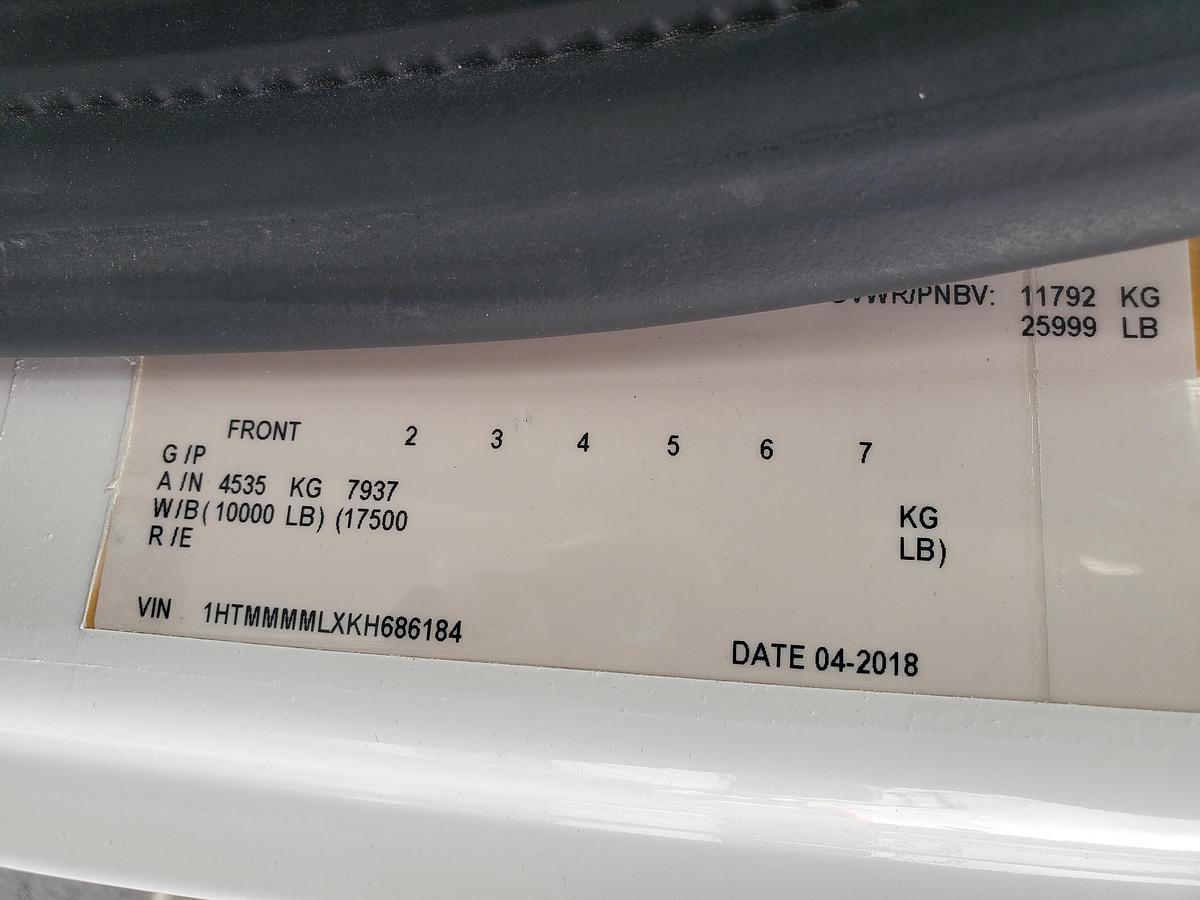 GVWR/PNBV: 11792 KG
25999 LB
FRONT 2 3 4 5 6 7
G /P
A /N 4535 KG 7937 KG
W/B ( 10000 LB) (17500 LB)
R /E
VIN 1HTMMMMLXKH686184
DATE 04-2018